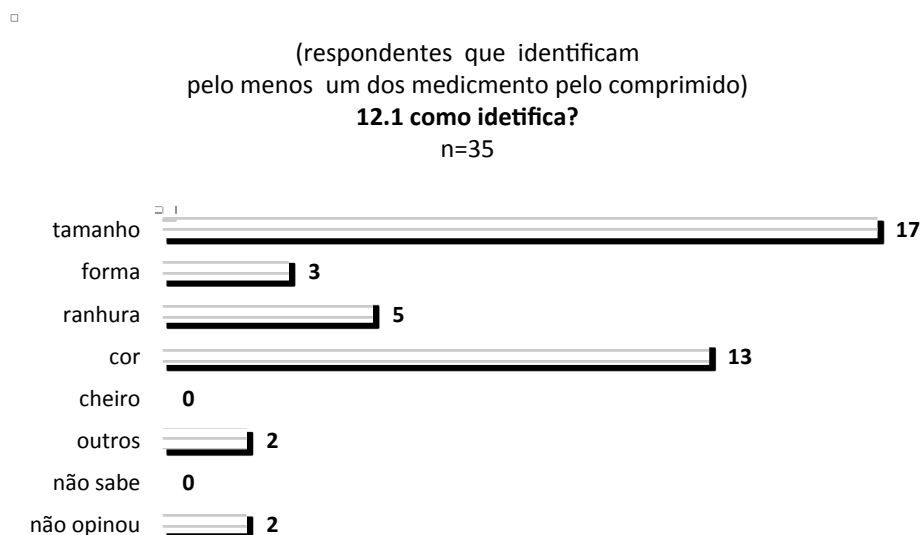 (respondentes que identificam
pelo menos um dos medicmento pelo comprimido)
12.1 como idetifica?
n=35
tamanho 17
forma 3
ranhura 5
cor 13
cheiro 0
outros 2
não sabe 0
não opinou 2